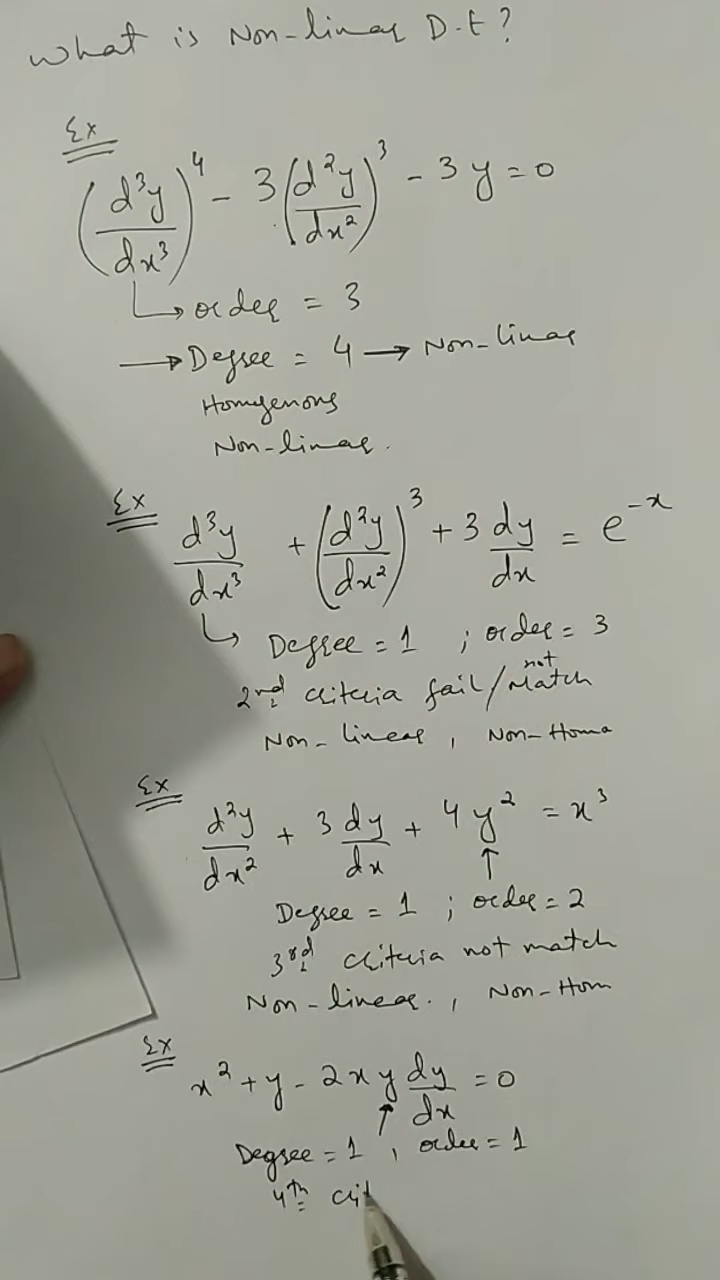 What is Non-linear D.E?
Ex
(d³y/dx³)⁴ - 3(d²y/dx²)³ - 3y = 0
↳ order = 3
→ Degree = 4 → Non-linear
Homogenous
Non-linear.
Ex
d³y/dx³ + (d²y/dx²)³ + 3 dy/dx = e⁻ˣ
↳ Degree = 1 ; order = 3
2nd criteria fail/not Match
Non-linear, Non-Homo
Ex
d²y/dx² + 3 dy/dx + 4y² = x³
↑
Degree = 1 ; order = 2
3rd criteria not match
Non-linear. , Non-Hom
Ex
x² + y - 2xy dy/dx = 0
↑
Degree = 1, order = 1
4th crit